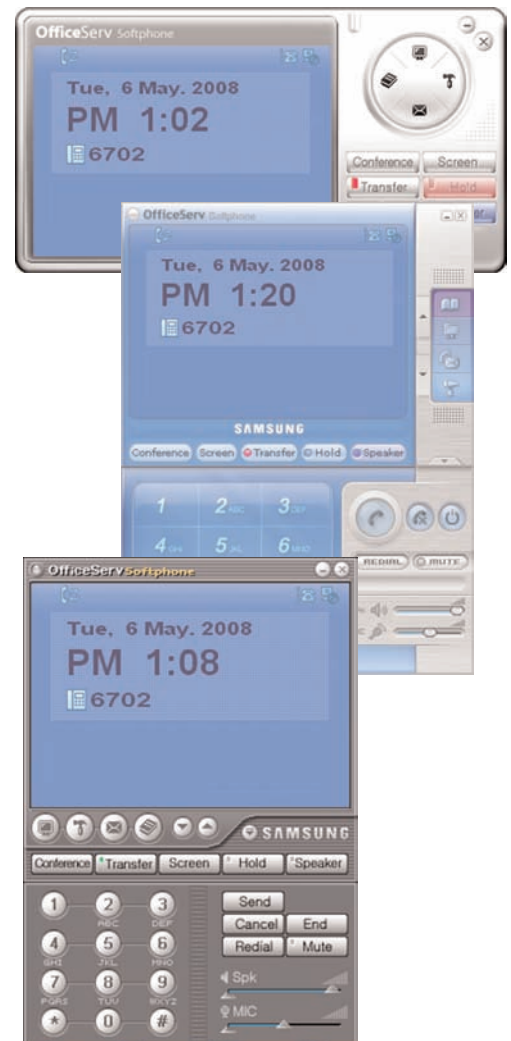 OfficeServ Softphone
Tue, 6 May. 2008
PM 1:02
6702
Conference Screen
Transfer Hold
OfficeServ Softphone
Tue, 6 May. 2008
PM 1:20
6702
SAMSUNG
Conference Screen Transfer Hold Speaker
1 2 ABC 3 DEF
4 GHI 5 JKL 6 MNO
REDIAL MUTE
OfficeServ Softphone
Tue, 6 May. 2008
PM 1:08
6702
SAMSUNG
Conference Transfer Screen Hold Speaker
1 2 3 Send
ABC DEF
Cancel End
4 5 6
Redial Mute
GHI JKL MNO
7 8 9 Spk
PQRS TUV WXYZ
* 0 # MIC